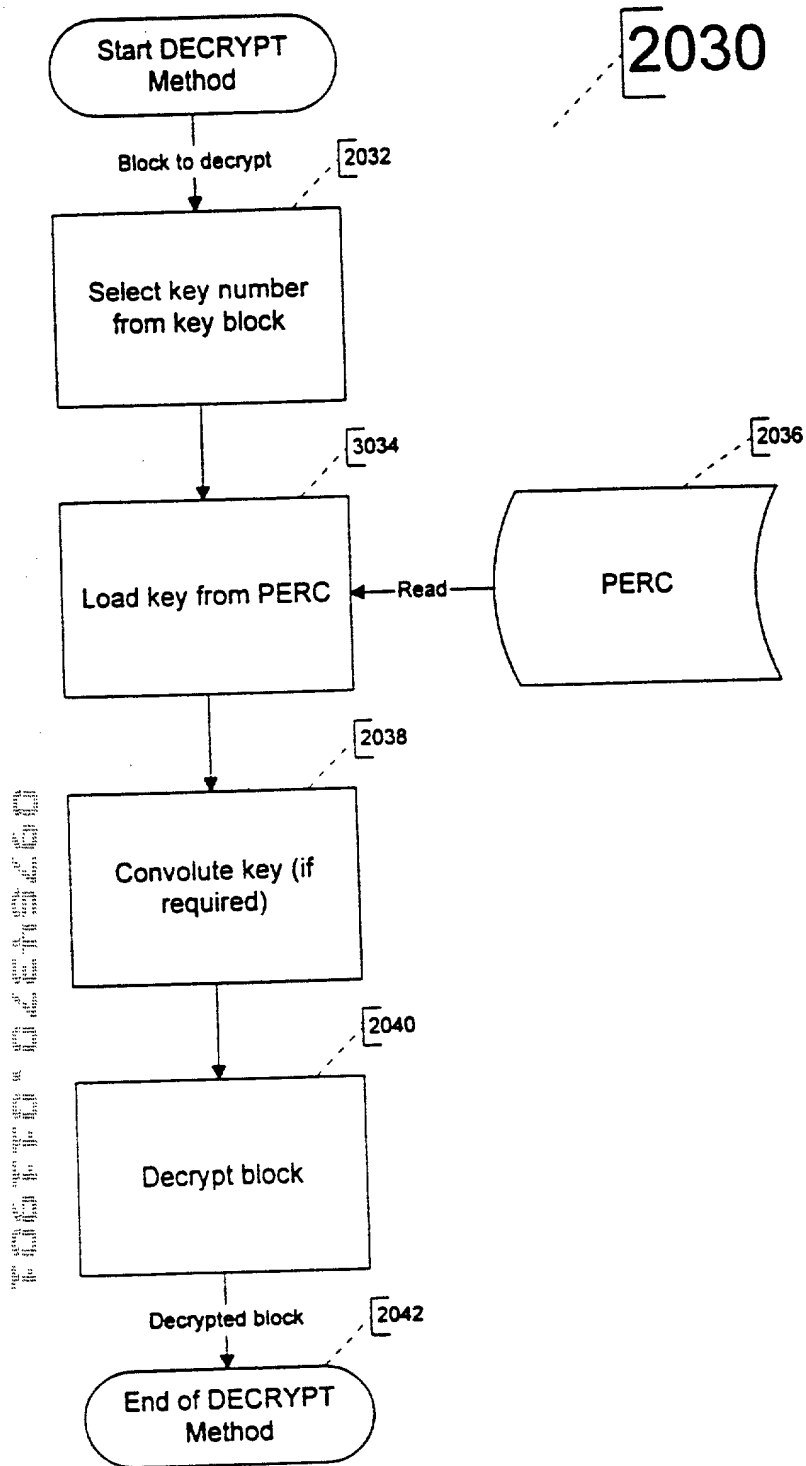 Start DECRYPT
Method
2030
Block to decrypt
2032
Select key number
from key block
3034
2036
Load key from PERC
Read
PERC
2038
Convolute key (if
required)
2040
Decrypt block
Decrypted block
2042
End of DECRYPT
Method